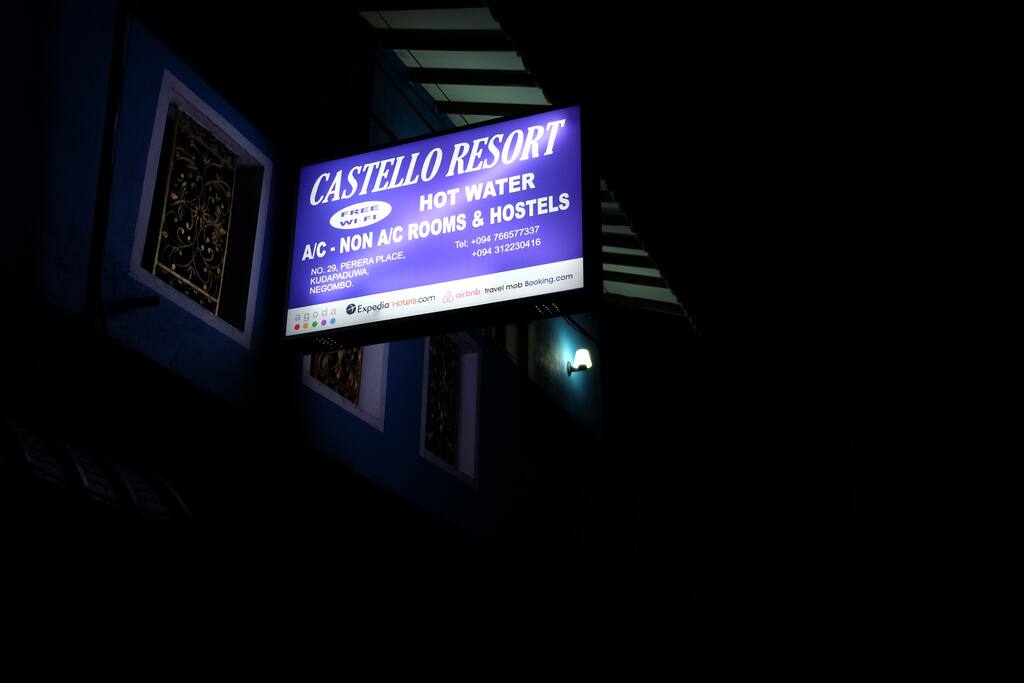 CASTELLO RESORT
FREE
WI FI
HOT WATER
A/C - NON A/C ROOMS & HOSTELS
NO. 29, PERERA PLACE,
KUDAPADUWA,
NEGOMBO.
Tel; +094 766577337
+094 312230416
agoda
Expedia Hotels.com airbnb travel mob Booking.com